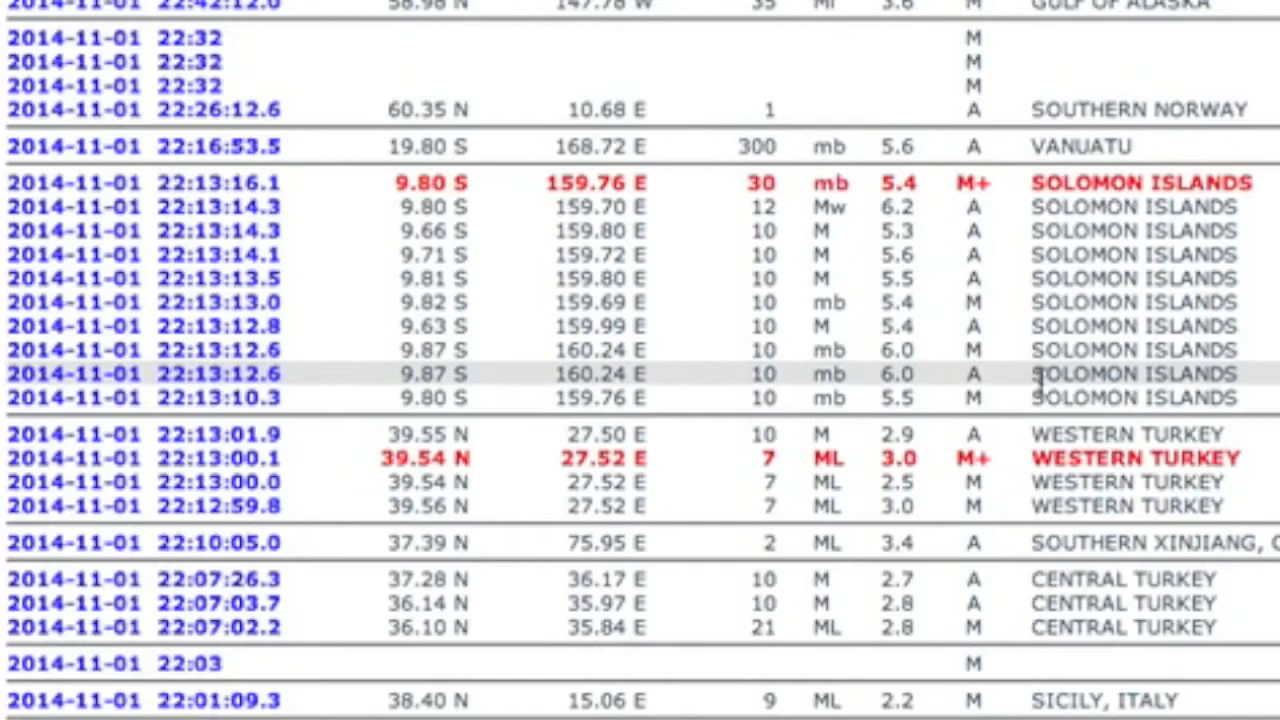 2014-11-01 22:42:12.0 58.98 N 147.78 W 35 Ml 3.6 M GULF OF ALASKA
2014-11-01 22:32 M
2014-11-01 22:32 M
2014-11-01 22:32 M
2014-11-01 22:26:12.6 60.35 N 10.68 E 1 A SOUTHERN NORWAY
2014-11-01 22:16:53.5 19.80 S 168.72 E 300 mb 5.6 A VANUATU
2014-11-01 22:13:16.1 9.80 S 159.76 E 30 mb 5.4 M+ SOLOMON ISLANDS
2014-11-01 22:13:14.3 9.80 S 159.70 E 12 Mw 6.2 A SOLOMON ISLANDS
2014-11-01 22:13:14.3 9.66 S 159.80 E 10 M 5.3 A SOLOMON ISLANDS
2014-11-01 22:13:14.1 9.71 S 159.72 E 10 M 5.6 A SOLOMON ISLANDS
2014-11-01 22:13:13.5 9.81 S 159.80 E 10 M 5.5 A SOLOMON ISLANDS
2014-11-01 22:13:13.0 9.82 S 159.69 E 10 mb 5.4 M SOLOMON ISLANDS
2014-11-01 22:13:12.8 9.63 S 159.99 E 10 M 5.4 A SOLOMON ISLANDS
2014-11-01 22:13:12.6 9.87 S 160.24 E 10 mb 6.0 M SOLOMON ISLANDS
2014-11-01 22:13:12.6 9.87 S 160.24 E 10 mb 6.0 A SOLOMON ISLANDS
2014-11-01 22:13:10.3 9.80 S 159.76 E 10 mb 5.5 M SOLOMON ISLANDS
2014-11-01 22:13:01.9 39.55 N 27.50 E 10 M 2.9 A WESTERN TURKEY
2014-11-01 22:13:00.1 39.54 N 27.52 E 7 ML 3.0 M+ WESTERN TURKEY
2014-11-01 22:13:00.0 39.54 N 27.52 E 7 ML 2.5 M WESTERN TURKEY
2014-11-01 22:12:59.8 39.56 N 27.52 E 7 ML 3.0 M WESTERN TURKEY
2014-11-01 22:10:05.0 37.39 N 75.95 E 2 ML 3.4 A SOUTHERN XINJIANG,
2014-11-01 22:07:26.3 37.28 N 36.17 E 10 M 2.7 A CENTRAL TURKEY
2014-11-01 22:07:03.7 36.14 N 35.97 E 10 M 2.8 A CENTRAL TURKEY
2014-11-01 22:07:02.2 36.10 N 35.84 E 21 ML 2.8 M CENTRAL TURKEY
2014-11-01 22:03 M
2014-11-01 22:01:09.3 38.40 N 15.06 E 9 ML 2.2 M SICILY, ITALY